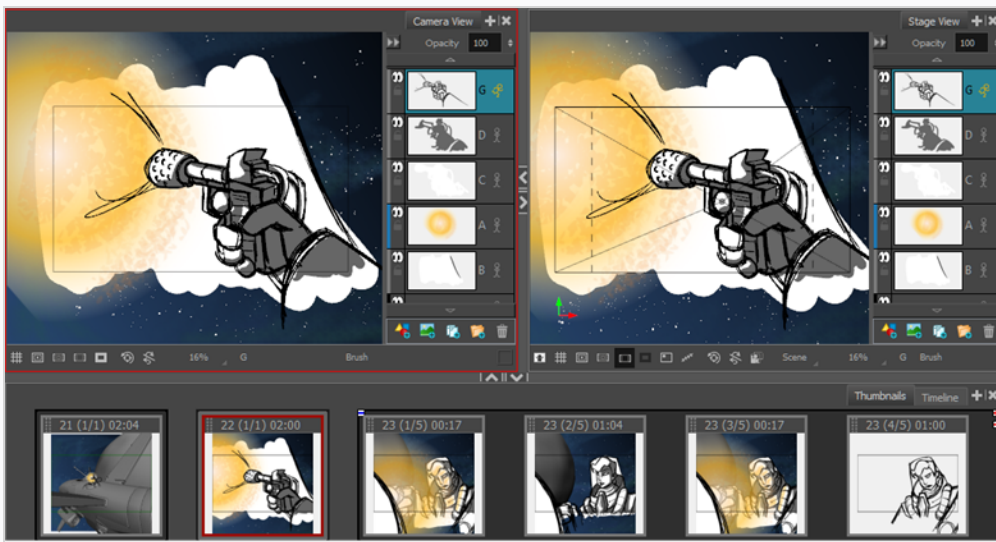 Camera View
Opacity 100
G
D
C
A
B
16% G Brush
Stage View
Opacity 100
G
D
C
A
B
Scene 16% G Brush
Thumbnails Timeline
21 (1/1) 02:04
22 (1/1) 02:00
23 (1/5) 00:17
23 (2/5) 01:04
23 (3/5) 00:17
23 (4/5) 01:00